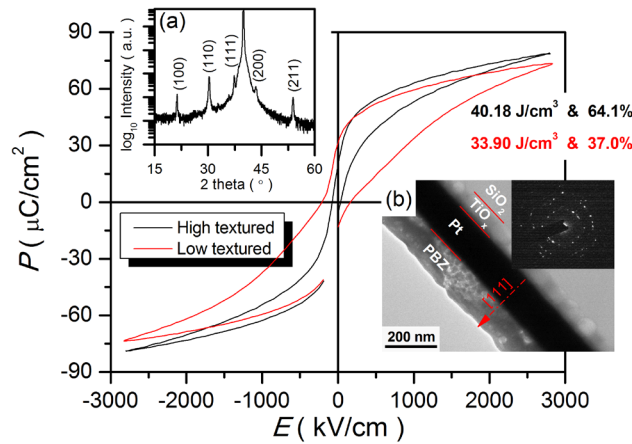 90
60
30
0
-30
-60
-90
P ( μC/cm²)
(a)
(100)
(110)
(111)
(200)
(211)
log₁₀ Intensity ( a.u. )
15 30 45 60
2 theta ( ° )
40.18 J/cm³ & 64.1%
33.90 J/cm³ & 37.0%
High textured
Low textured
(b)
SiO₂
TiOₓ
Pt
PBZ
[111]
200 nm
-3000 -2000 -1000 0 1000 2000 3000
E ( kV/cm)